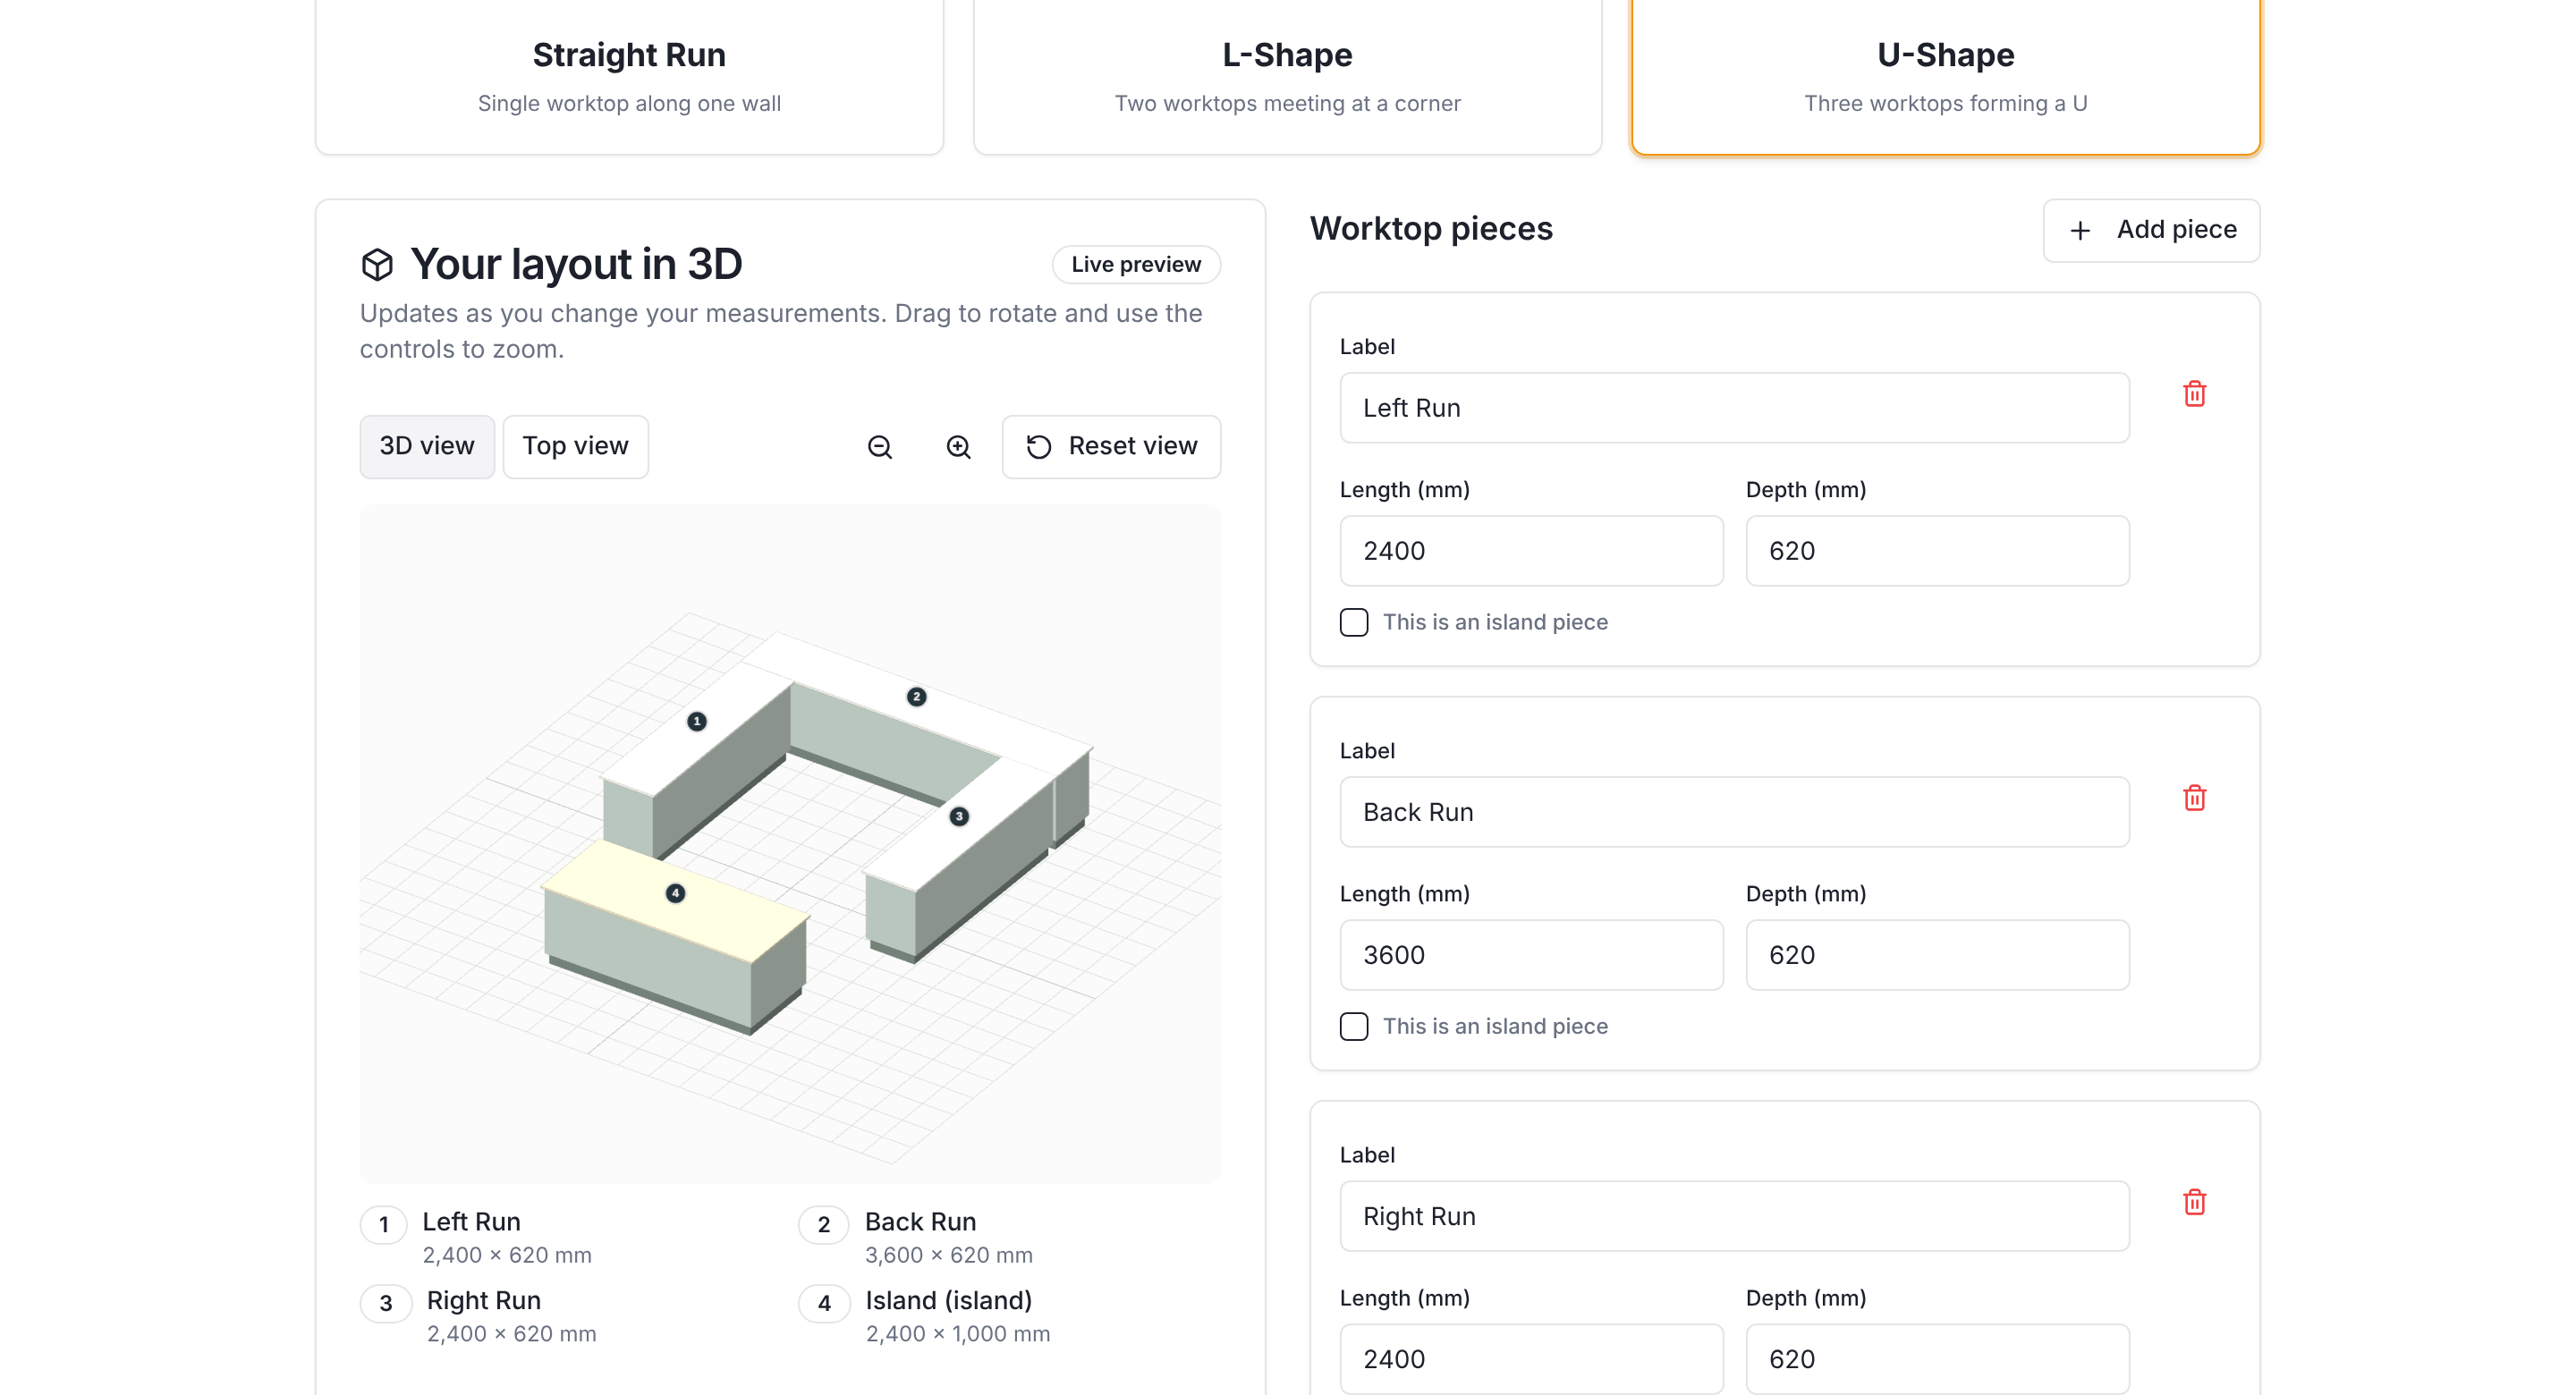 Straight Run
Single worktop along one wall
L-Shape
Two worktops meeting at a corner
U-Shape
Three worktops forming a U
Your layout in 3D
Live preview
Updates as you change your measurements. Drag to rotate and use the
controls to zoom.
3D view
Top view
Reset view
1
2
3
4
1
Left Run
2,400 × 620 mm
2
Back Run
3,600 × 620 mm
3
Right Run
2,400 × 620 mm
4
Island (island)
2,400 × 1,000 mm
Worktop pieces
Add piece
Label
Left Run
Length (mm)
Depth (mm)
2400
620
This is an island piece
Label
Back Run
Length (mm)
Depth (mm)
3600
620
This is an island piece
Label
Right Run
Length (mm)
Depth (mm)
2400
620